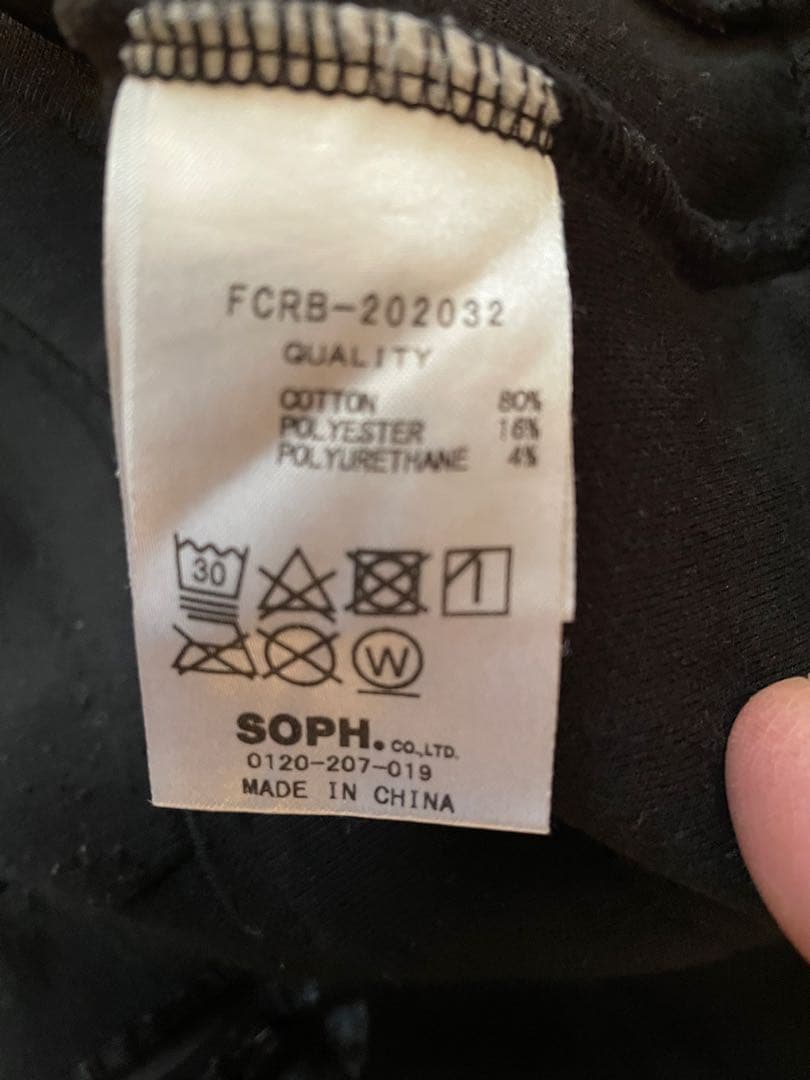 FCRB-202032
QUALITY
COTTON 80%
POLYESTER 16%
POLYURETHANE 4%
30
W
SOPH. CO.,LTD.
0120-207-019
MADE IN CHINA